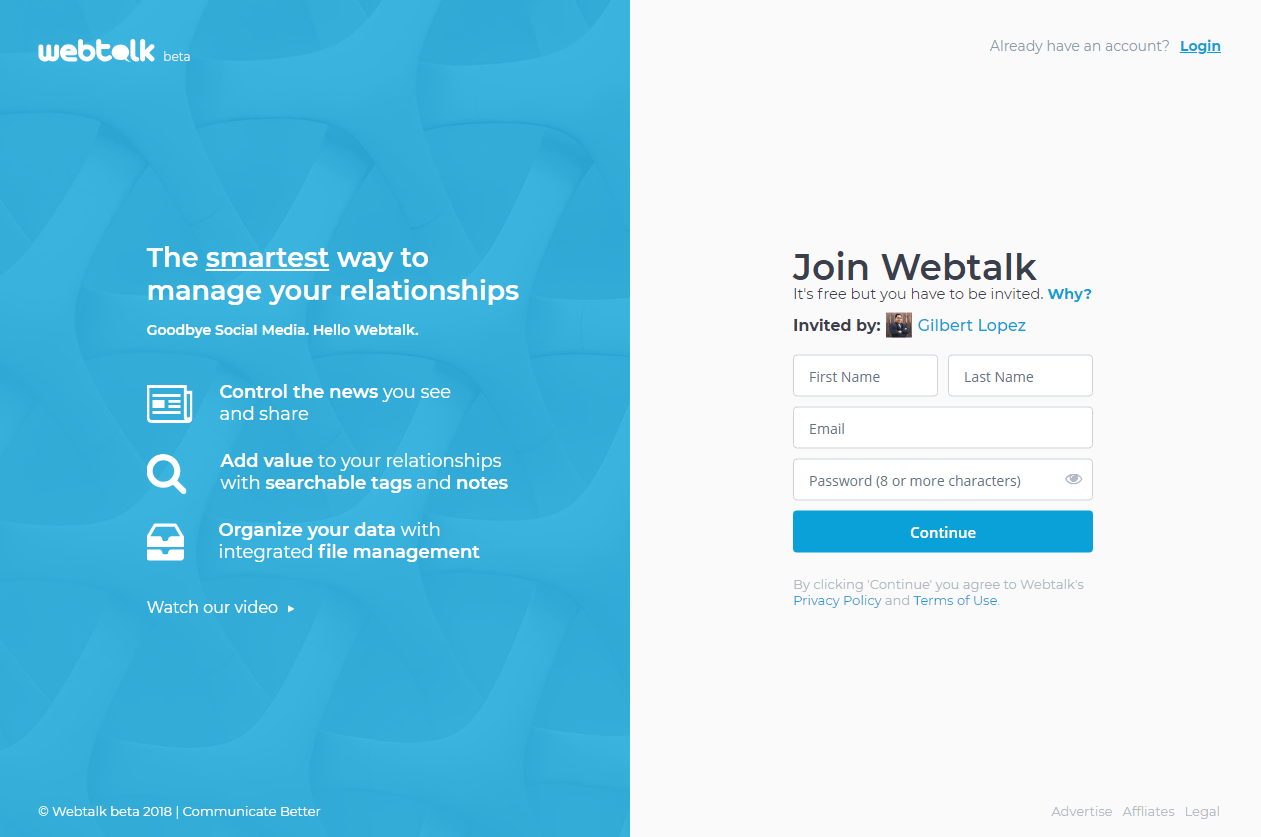 webtalk beta
Already have an account? Login
The smartest way to
manage your relationships
Goodbye Social Media. Hello Webtalk.
Control the news you see
and share
Add value to your relationships
with searchable tags and notes
Organize your data with
integrated file management
Watch our video
© Webtalk beta 2018 | Communicate Better
Join Webtalk
It's free but you have to be invited. Why?
Invited by: Gilbert Lopez
First Name
Last Name
Email
Password (8 or more characters)
Continue
By clicking 'Continue' you agree to Webtalk's
Privacy Policy and Terms of Use.
Advertise Affliates Legal